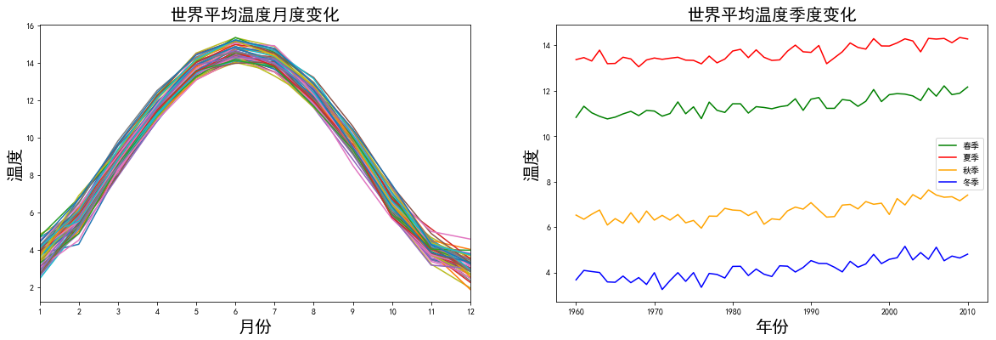 世界平均温度月度变化
温度
16
14
12
10
8
6
4
2
1 2 3 4 5 6 7 8 9 10 11 12
月份
世界平均温度季度变化
温度
14
12
10
8
6
4
春季
夏季
秋季
冬季
1960 1970 1980 1990 2000 2010
年份